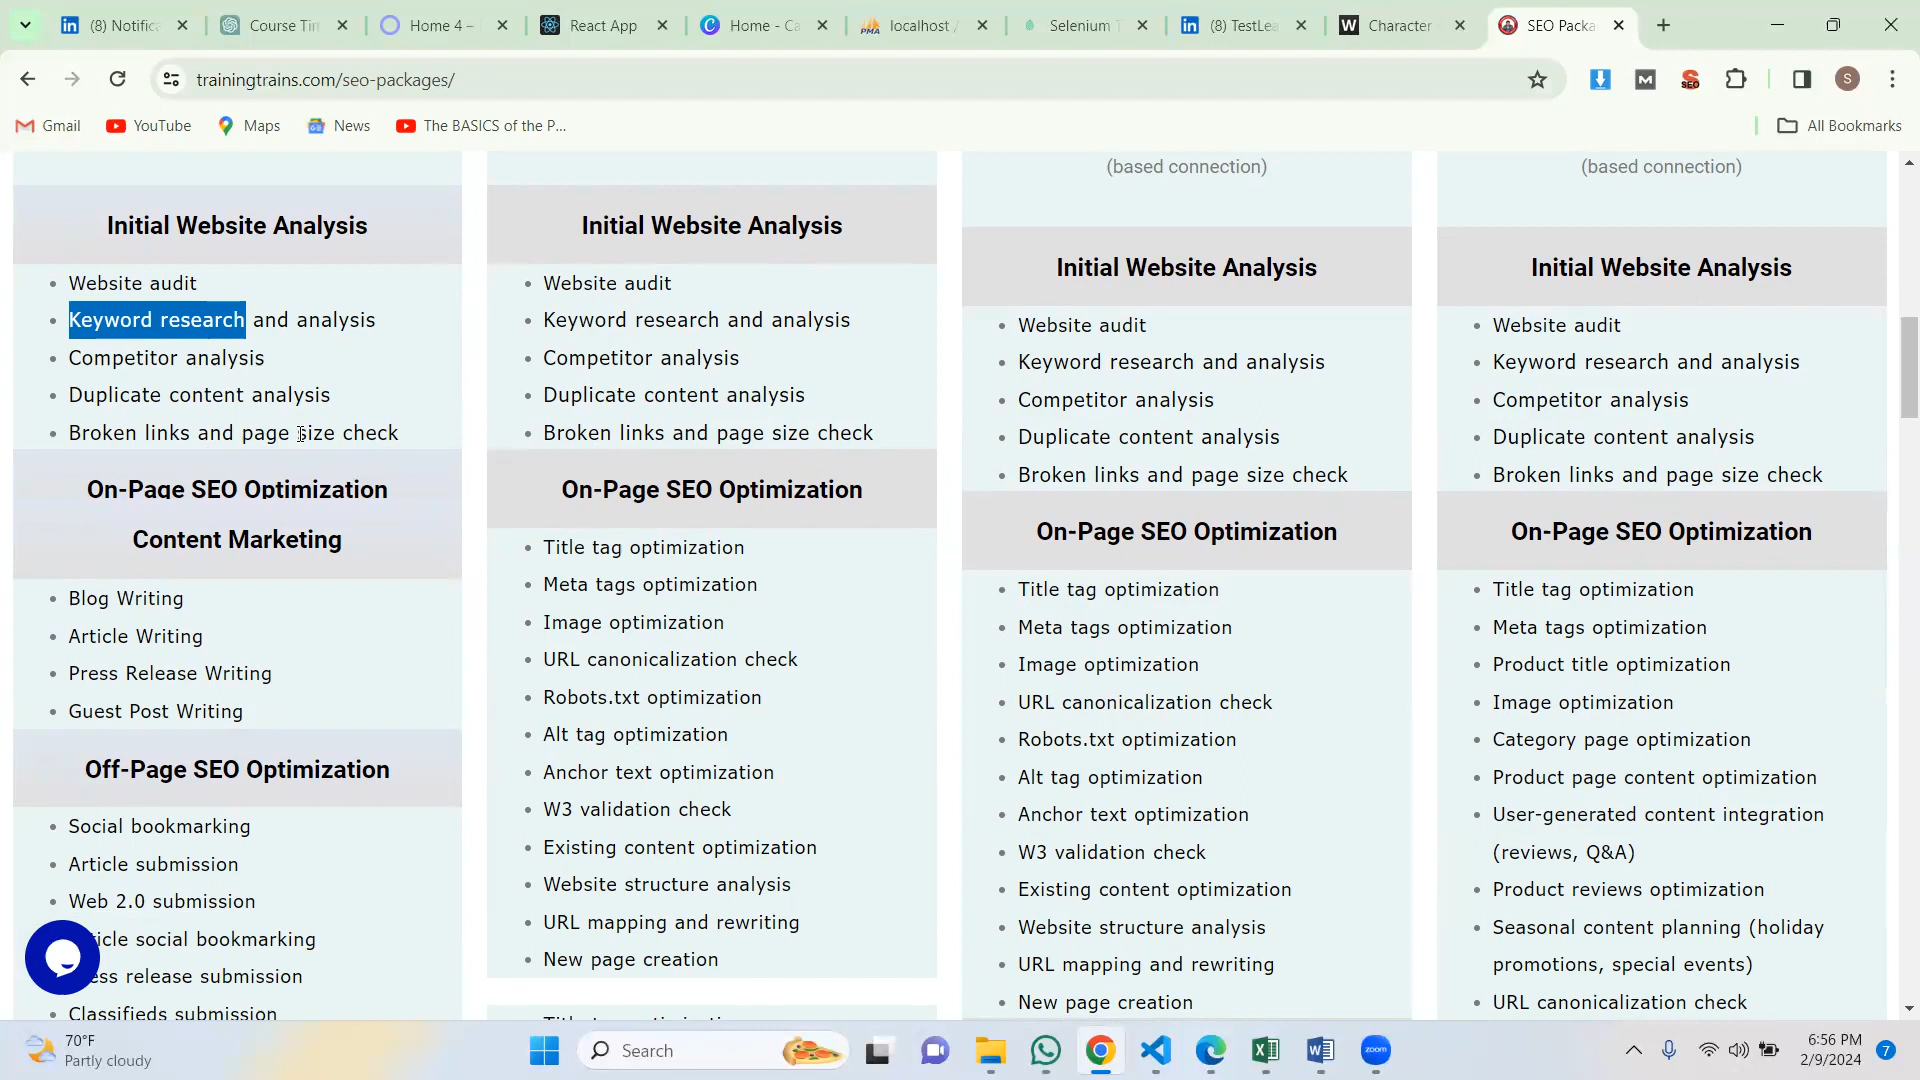 (8) Notific
Course Tim
Home 4 –
React App
Home - Ca
localhost /
Selenium T
(8) TestLea
Character
SEO Packa
trainingtrains.com/seo-packages/
Gmail
YouTube
Maps
News
The BASICS of the P...
All Bookmarks
Initial Website Analysis
Website audit
Keyword research and analysis
Competitor analysis
Duplicate content analysis
Broken links and page size check
On-Page SEO Optimization
Content Marketing
Blog Writing
Article Writing
Press Release Writing
Guest Post Writing
Off-Page SEO Optimization
Social bookmarking
Article submission
Web 2.0 submission
social bookmarking
release submission
Classifieds submission
Initial Website Analysis
Website audit
Keyword research and analysis
Competitor analysis
Duplicate content analysis
Broken links and page size check
On-Page SEO Optimization
Title tag optimization
Meta tags optimization
Image optimization
URL canonicalization check
Robots.txt optimization
Alt tag optimization
Anchor text optimization
W3 validation check
Existing content optimization
Website structure analysis
URL mapping and rewriting
New page creation
(based connection)
Initial Website Analysis
Website audit
Keyword research and analysis
Competitor analysis
Duplicate content analysis
Broken links and page size check
On-Page SEO Optimization
Title tag optimization
Meta tags optimization
Image optimization
URL canonicalization check
Robots.txt optimization
Alt tag optimization
Anchor text optimization
W3 validation check
Existing content optimization
Website structure analysis
URL mapping and rewriting
New page creation
(based connection)
Initial Website Analysis
Website audit
Keyword research and analysis
Competitor analysis
Duplicate content analysis
Broken links and page size check
On-Page SEO Optimization
Title tag optimization
Meta tags optimization
Product title optimization
Image optimization
Category page optimization
Product page content optimization
User-generated content integration
(reviews, Q&A)
Product reviews optimization
Seasonal content planning (holiday
promotions, special events)
URL canonicalization check
70°F
Partly cloudy
Search
zoom
6:56 PM
2/9/2024
7